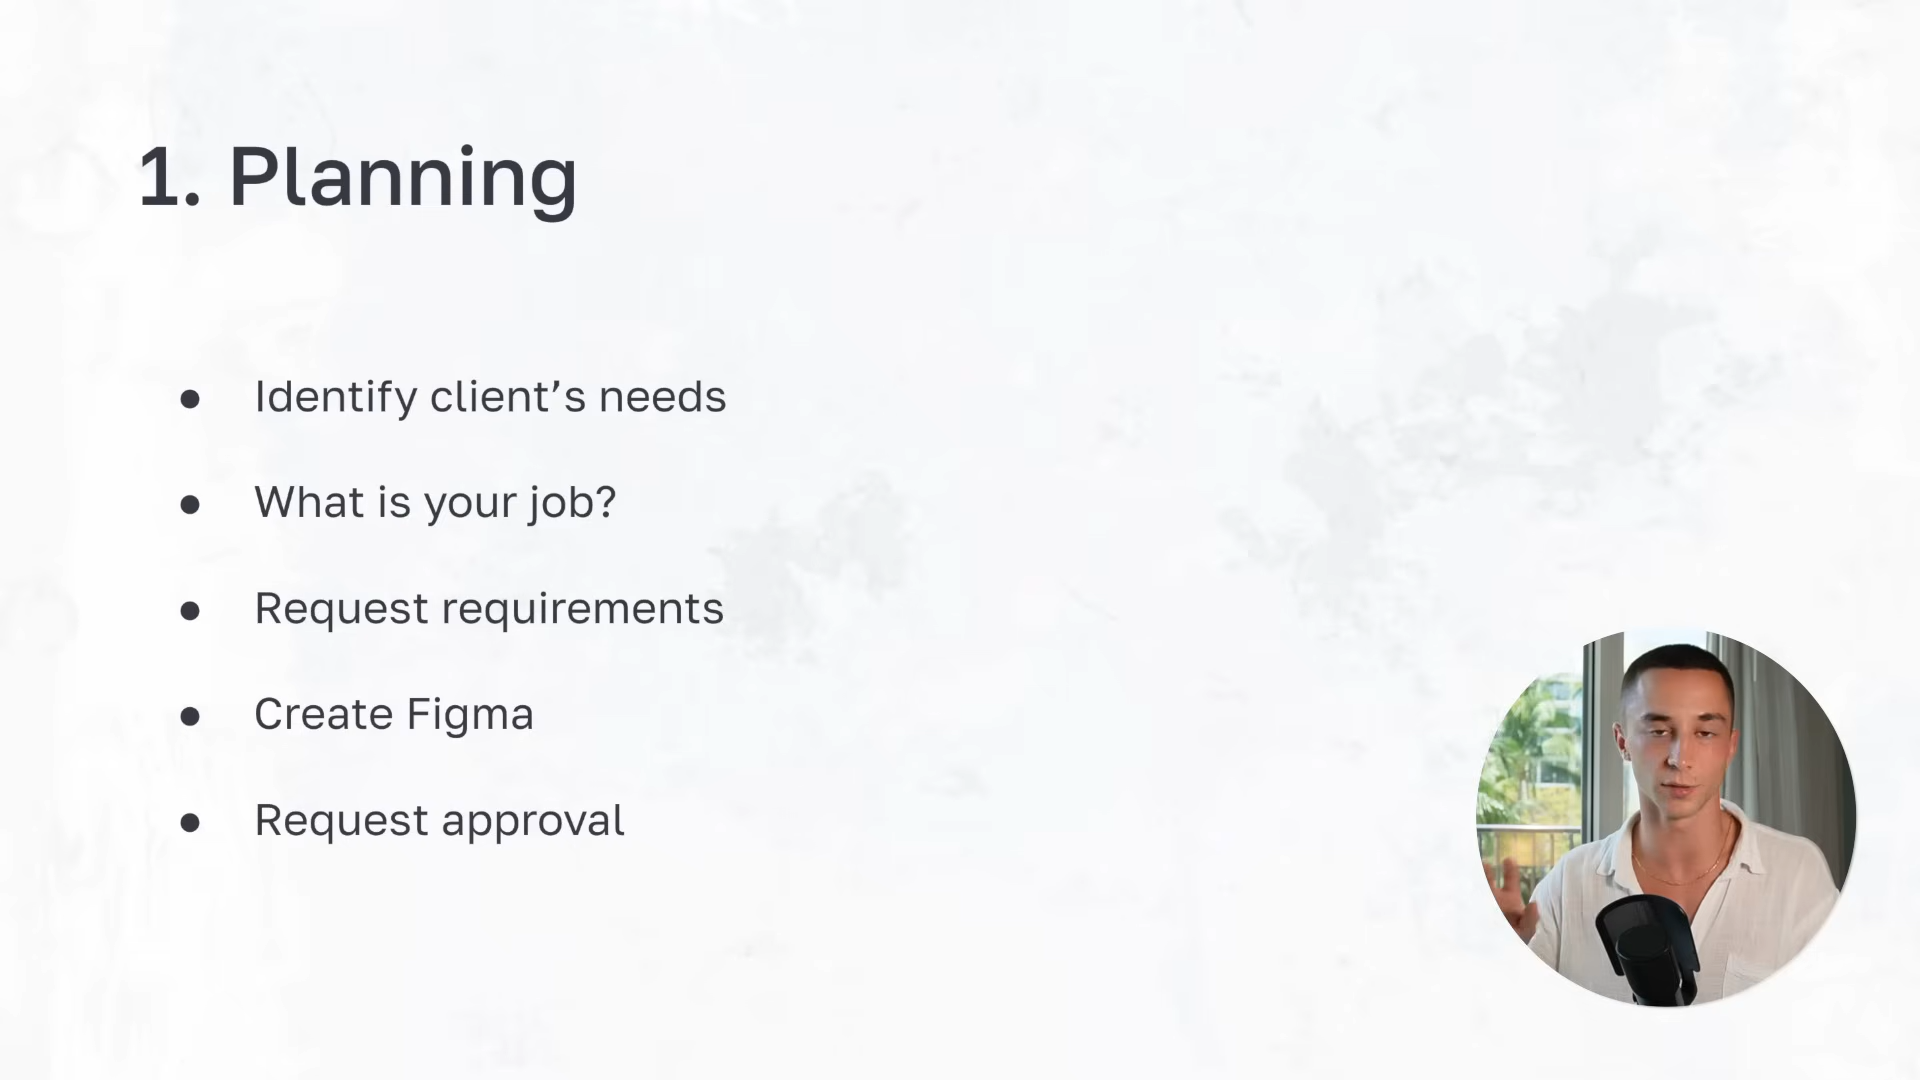 1. Planning
● Identify client’s needs
● What is your job?
● Request requirements
● Create Figma
● Request approval